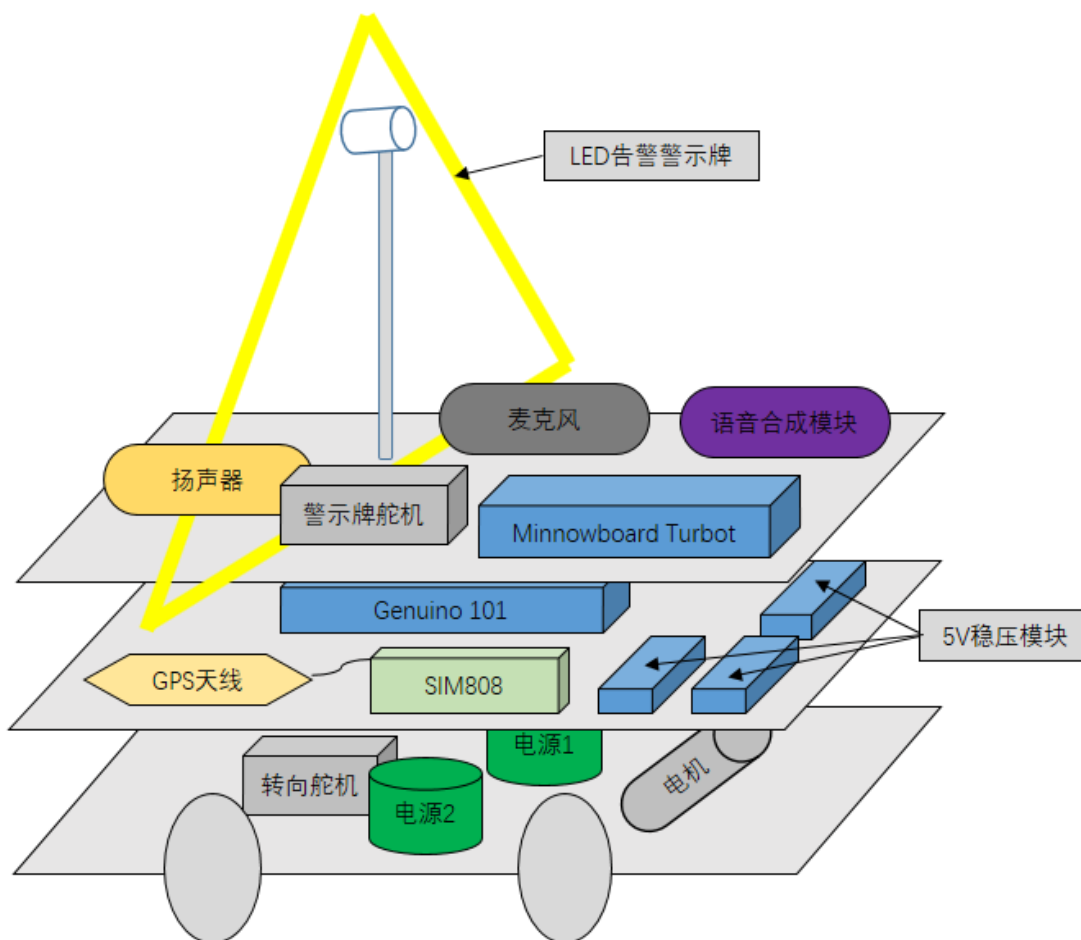 LED告警警示牌
麦克风
语音合成模块
扬声器
警示牌舵机
Minnowboard Turbot
Genuino 101
5V稳压模块
GPS天线
SIM808
电源1
转向舵机
电源2
电机